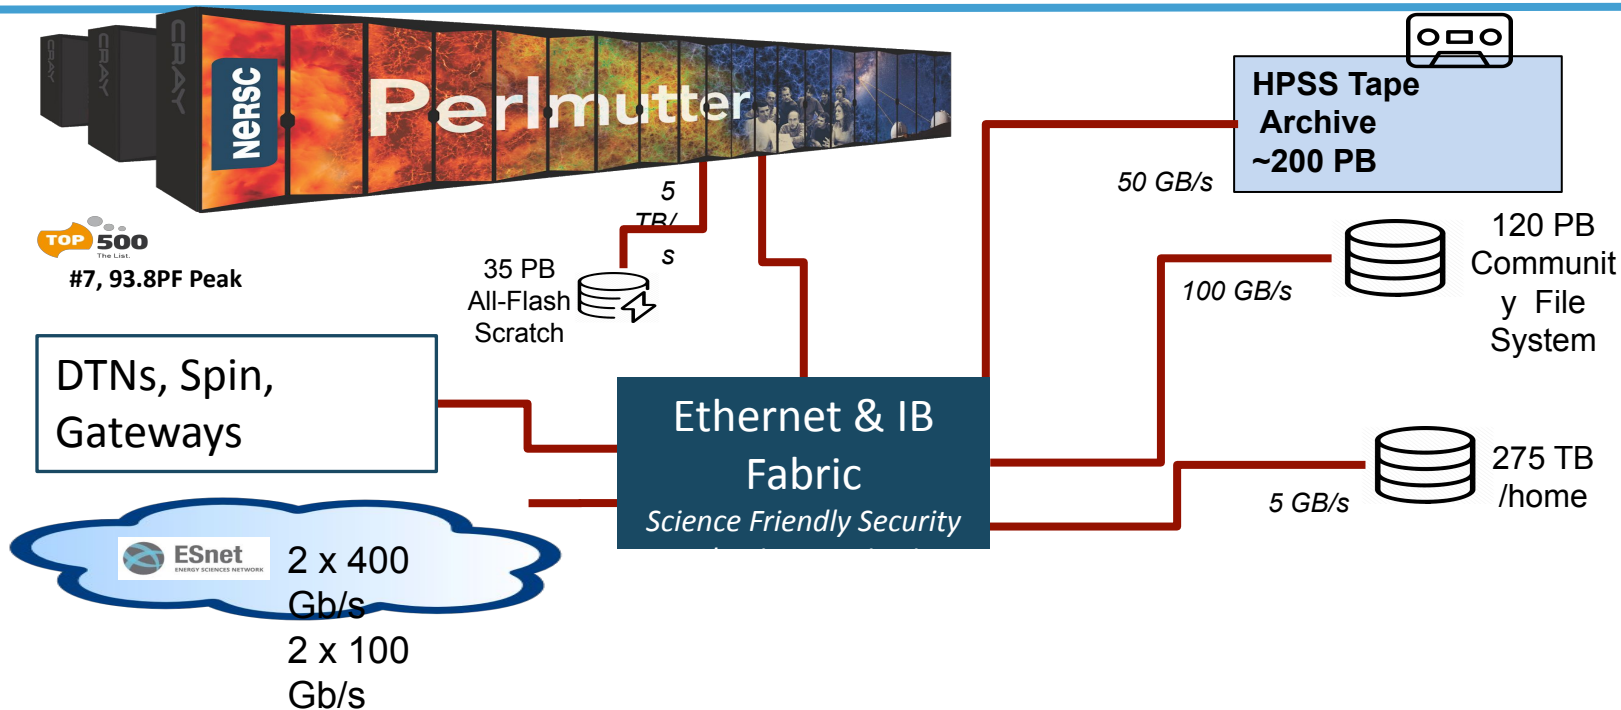 CRAY
CRAY
CRAY
NERSC
Perlmutter
HPSS Tape
Archive
~200 PB
50 GB/s
5
TB/
s
TOP 500
The List.
#7, 93.8PF Peak
35 PB
All-Flash
Scratch
120 PB
Communit
y File
System
100 GB/s
DTNs, Spin,
Gateways
Ethernet & IB
Fabric
Science Friendly Security
275 TB
/home
5 GB/s
ESnet
ENERGY SCIENCES NETWORK
2 x 400
Gb/s
2 x 100
Gb/s